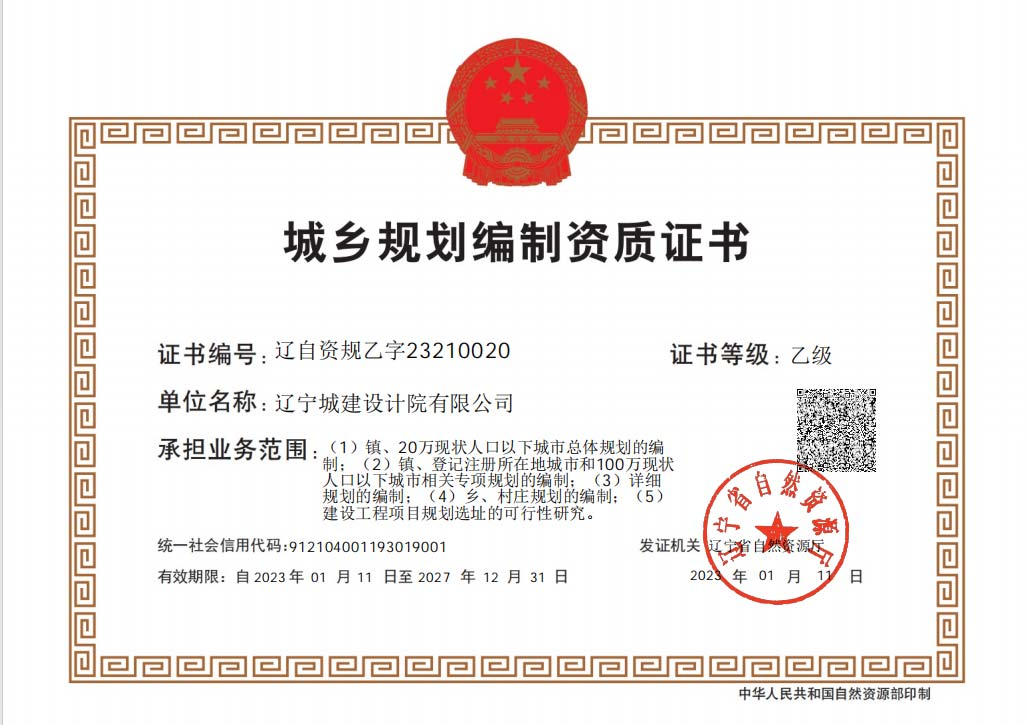 城乡规划编制资质证书
证书编号：辽自资规乙字23210020
证书等级：乙级
单位名称：辽宁城建设计院有限公司
承担业务范围：（1）镇、20万现状人口以下城市总体规划的编
制；（2）镇、登记注册所在地城市和100万现状
人口以下城市相关专项规划的编制；（3）详细
规划的编制；（4）乡、村庄规划的编制；（5）
建设工程项目规划选址的可行性研究。
统一社会信用代码:912104001193019001
发证机关 辽宁省自然资源厅
有效期限：自 2023 年 01 月 11 日至 2027 年 12 月 31 日
2023 年 01 月 11 日
辽宁省自然资源厅
中华人民共和国自然资源部印制